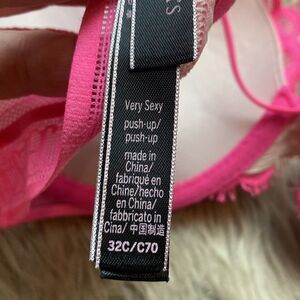 Very Sexy
push-up/
push-up
made in
China/
fabriqué en
Chine/hecho
en China/
fabbricato in
Cina/ 中国制造
32C/C70